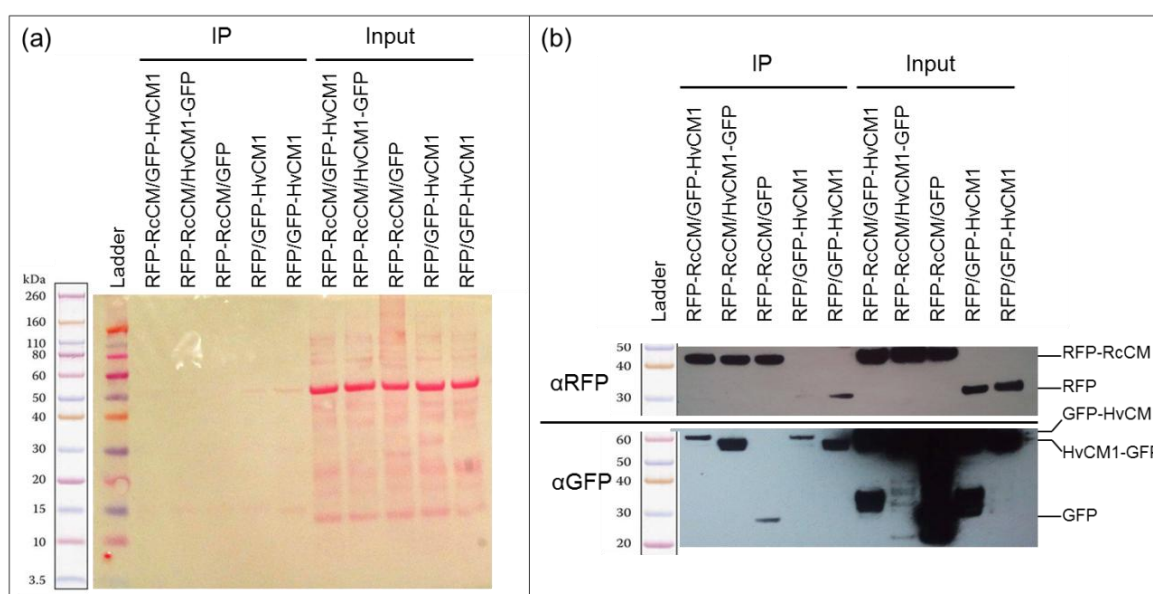 (a)
IP
Input
Ladder
RFP-RcCM/GFP-HvCM1
RFP-RcCM/HvCM1-GFP
RFP-RcCM/GFP
RFP/GFP-HvCM1
RFP/GFP-HvCM1
RFP-RcCM/GFP-HvCM1
RFP-RcCM/HvCM1-GFP
RFP-RcCM/GFP
RFP/GFP-HvCM1
RFP/GFP-HvCM1
kDa
260
160
110
80
60
50
40
30
20
15
10
3.5
(b)
IP
Input
Ladder
RFP-RcCM/GFP-HvCM1
RFP-RcCM/HvCM1-GFP
RFP-RcCM/GFP
RFP/GFP-HvCM1
RFP/GFP-HvCM1
RFP-RcCM/GFP-HvCM1
RFP-RcCM/HvCM1-GFP
RFP-RcCM/GFP
RFP/GFP-HvCM1
RFP/GFP-HvCM1
αRFP
50
40
30
RFP-RcCM
RFP
αGFP
60
50
40
30
20
GFP-HvCM
HvCM1-GFP
GFP